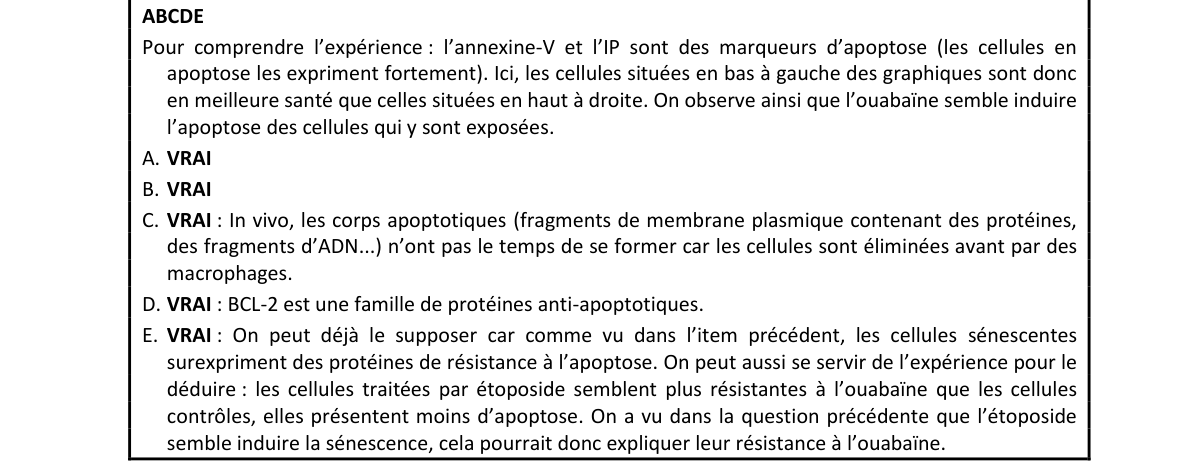 ABCDE
Pour comprendre l’expérience : l’annexine-V et l’IP sont des marqueurs d’apoptose (les cellules en
apoptose les expriment fortement). Ici, les cellules situées en bas à gauche des graphiques sont donc
en meilleure santé que celles situées en haut à droite. On observe ainsi que l’ouabaïne semble induire
l’apoptose des cellules qui y sont exposées.
A. VRAI
B. VRAI
C. VRAI : In vivo, les corps apoptotiques (fragments de membrane plasmique contenant des protéines,
des fragments d’ADN...) n’ont pas le temps de se former car les cellules sont éliminées avant par des
macrophages.
D. VRAI : BCL-2 est une famille de protéines anti-apoptotiques.
E. VRAI : On peut déjà le supposer car comme vu dans l’item précédent, les cellules sénescentes
surexpriment des protéines de résistance à l’apoptose. On peut aussi se servir de l’expérience pour le
déduire : les cellules traitées par étoposide semblent plus résistantes à l’ouabaïne que les cellules
contrôles, elles présentent moins d’apoptose. On a vu dans la question précédente que l’étoposide
semble induire la sénescence, cela pourrait donc expliquer leur résistance à l’ouabaïne.